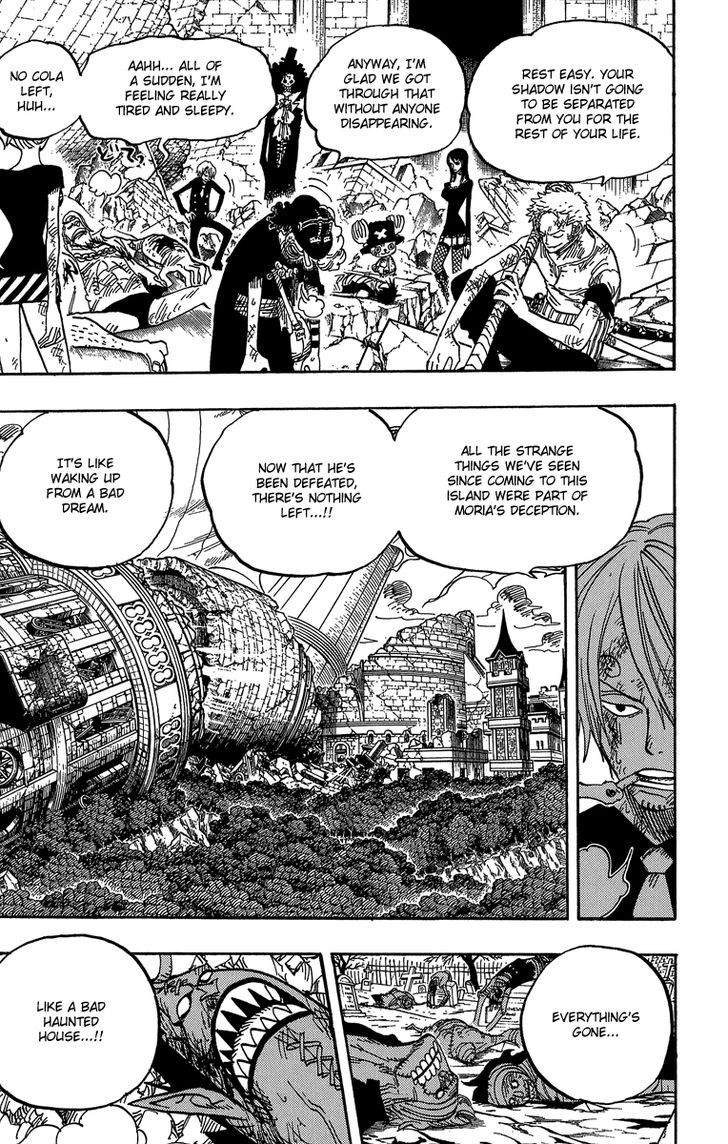 REST EASY. YOUR
SHADOW ISN'T GOING
TO BE SEPARATED
FROM YOU FOR THE
REST OF YOUR LIFE.
ANYWAY, I'M
GLAD WE GOT
THROUGH THAT
WITHOUT ANYONE
DISAPPEARING.
AAHH... ALL OF
A SUDDEN, I'M
FEELING REALLY
TIRED AND SLEEPY.
NO COLA
LEFT,
HUH...
ALL THE STRANGE
THINGS WE'VE SEEN
SINCE COMING TO THIS
ISLAND WERE PART OF
MORIA'S DECEPTION.
NOW THAT HE'S
BEEN DEFEATED,
THERE'S NOTHING
LEFT...!!
IT'S LIKE
WAKING UP
FROM A BAD
DREAM.
EVERYTHING'S
GONE...
LIKE A BAD
HAUNTED
HOUSE...!!